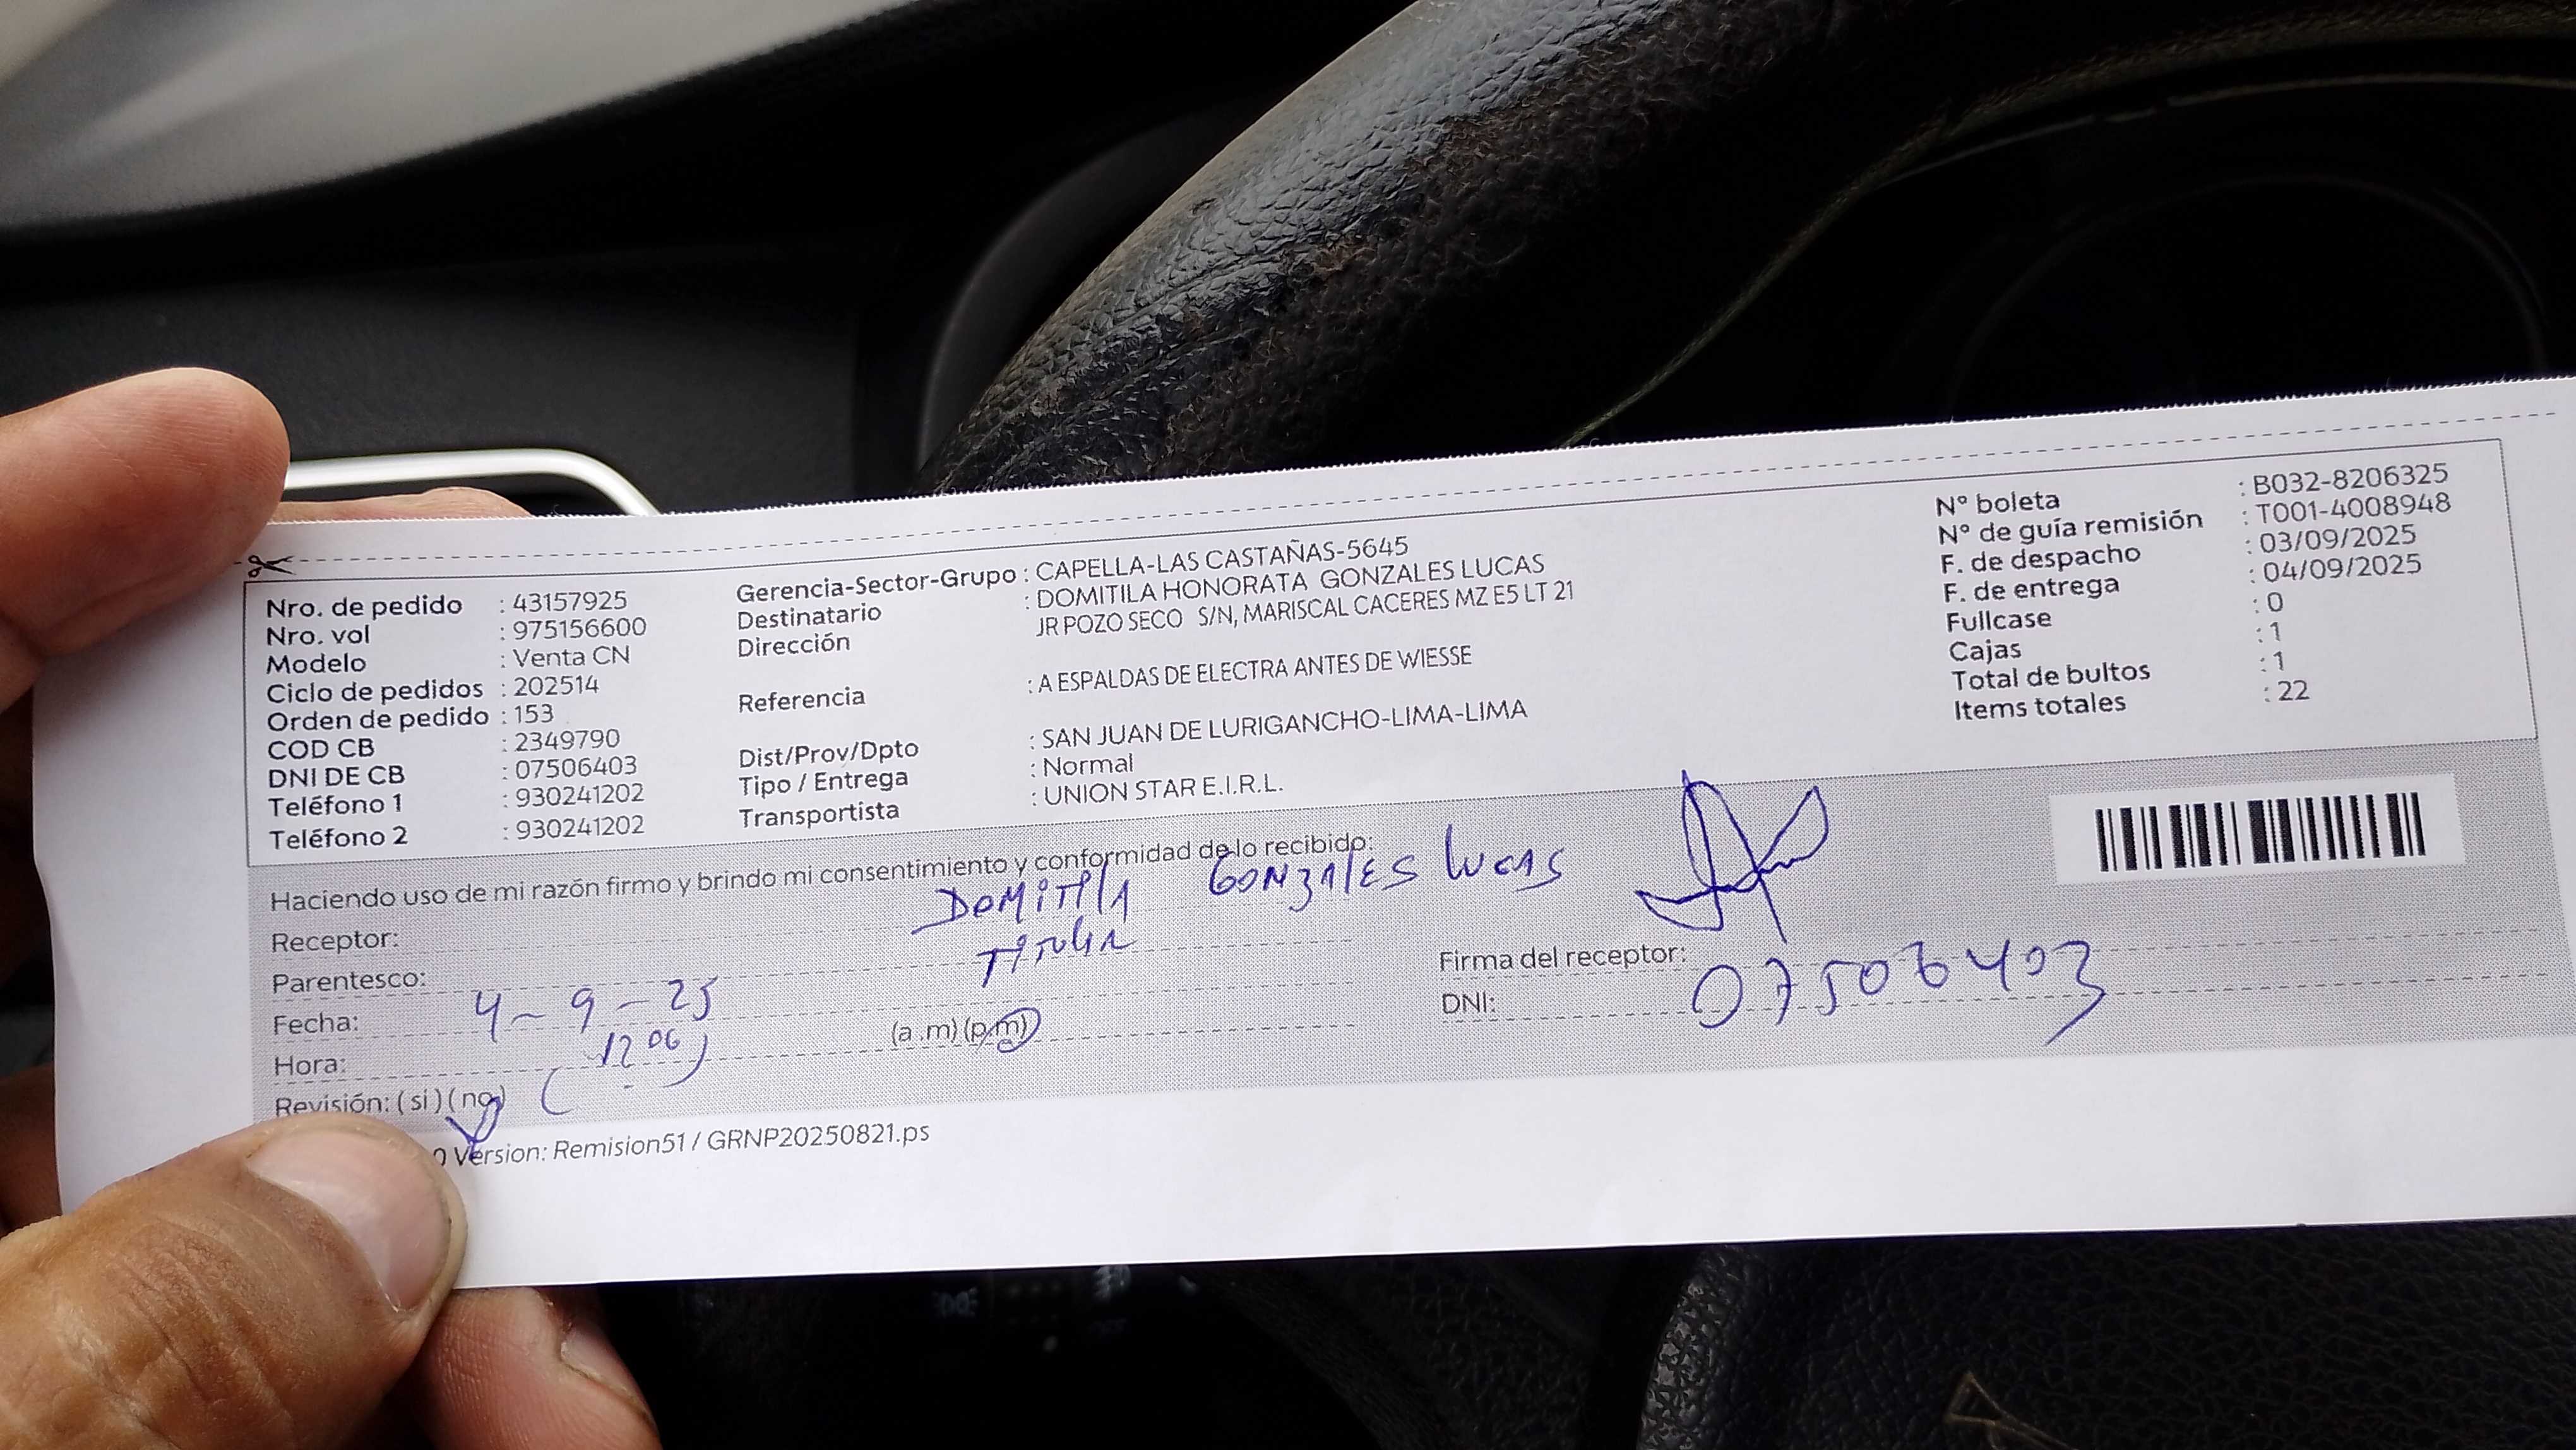 Nro. de pedido : 43157925
Nro. vol : 975156600
Modelo : Venta CN
Ciclo de pedidos : 202514
Orden de pedido : 153
COD CB : 2349790
DNI DE CB : 07506403
Teléfono 1 : 930241202
Teléfono 2 : 930241202
Gerencia-Sector-Grupo : CAPELLA-LAS CASTAÑAS-5645
Destinatario : DOMITILA HONORATA GONZALES LUCAS
Dirección JR POZO SECO S/N, MARISCAL CACERES MZ E5 LT 21
Referencia : A ESPALDAS DE ELECTRA ANTES DE WIESSE
Dist/Prov/Dpto : SAN JUAN DE LURIGANCHO-LIMA-LIMA
Tipo / Entrega : Normal
Transportista : UNION STAR E.I.R.L.
N° boleta : B032-8206325
N° de guía remisión : T001-4008948
F. de despacho : 03/09/2025
F. de entrega : 04/09/2025
Fullcase : 0
Cajas : 1
Total de bultos : 1
Items totales : 22
Haciendo uso de mi razón firmo y brindo mi consentimiento y conformidad de lo recibido:
Receptor: DOMITILA GONZALES LUCAS
Parentesco: TITULAR
Fecha: 4-9-25
Hora: 12 06 (a .m) (p.m)
Revisión: ( si ) ( no )
Firma del receptor:
DNI: 07506403
0 Version: Remision51 / GRNP20250821.ps